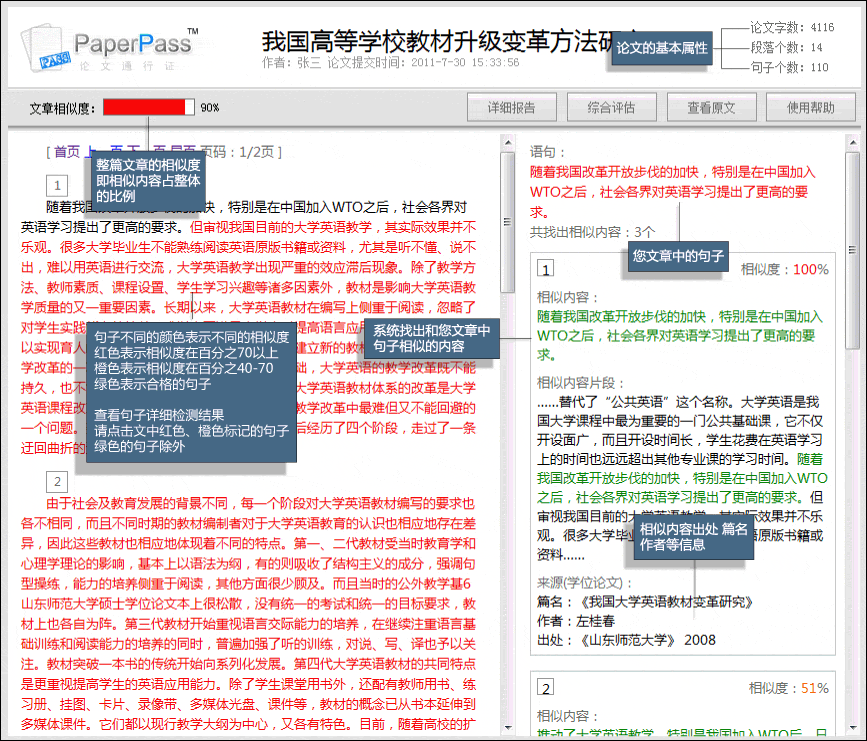 PaperPass™
PASS
论文通行证
我国高等学校教材升级变革方法研
作者：张三 论文提交时间：2011-7-30 15:33:56
论文的基本属性
论文字数：4116
段落个数：14
句子个数：110
文章相似度：
90%
详细报告
综合评估
查看原文
使用帮助
[ 首页 上一页 下一页 尾页 页码：1/2页 ]
整篇文章的相似度
即相似内容占整体
的比例
1
随着我国 快，特别是在中国加入WTO之后，社会各界对
英语学习提出了更高的要求。但审视我国目前的大学英语教学，其实际效果并不
乐观。很多大学毕业生不能熟练阅读英语原版书籍或资料，尤其是听不懂、说不
出，难以用英语进行交流，大学英语教学出现严重的效应滞后现象。除了教学方
法、教师素质、课程设置、学生学习兴趣等诸多因素外，教材是影响大学英语教
学质量的又一重要因素。长期以来，大学英语教材在编写上侧重于阅读，忽略了
对学生实践 提高语言应用
以实现育人 建立新的教材
学改革的一 础，大学英语的教学改革既不能
持久，也不 大学英语教材体系的改革是大学
英语课程改 教学改革中最难但又不能回避的
一个问题。 后经历了四个阶段，走过了一条
迂回曲折的
句子不同的颜色表示不同的相似度
红色表示相似度在百分之70以上
橙色表示相似度在百分之40-70
绿色表示合格的句子
查看句子详细检测结果
请点击文中红色、橙色标记的句子
绿色的句子除外
系统找出和您文章中
句子相似的内容
2
由于社会及教育发展的背景不同，每一个阶段对大学英语教材编写的要求也
各不相同，而且不同时期的教材编制者对于大学英语教育的认识也相应地存在差
异，因此这些教材也相应地体现着不同的特点。第一、二代教材受当时教育学和
心理学理论的影响，基本上以语法为纲，有的则吸收了结构主义的成分，强调句
型操练，能力的培养侧重于阅读，其他方面很少顾及。而且当时的公外教学基6
山东师范大学硕士学位论文本上很松散，没有统一的考试和统一的目标要求，教
材上也各自为阵。第三代教材开始重视语言交际能力的培养，在继续注重语言基
础训练和阅读能力的培养的同时，普遍加强了听的训练，对说、写、译也予以关
注。教材突破一本书的传统开始向系列化发展。第四代大学英语教材的共同特点
是更重视提高学生的英语应用能力。除了学生课堂用书外，还配有教师用书、练
习册、挂图、卡片、录像带、多媒体光盘、课件等，教材的概念已从书本延伸到
多媒体课件。它们都以现行教学大纲为中心，又各有特色。目前，随着高校的扩
语句：
随着我国改革开放步伐的加快，特别是在中国加入
WTO之后，社会各界对英语学习提出了更高的要
求。
共找出相似内容：3个
您文章中的句子
1
相似度：100%
相似内容：
随着我国改革开放步伐的加快，特别是在中国加入
WTO之后，社会各界对英语学习提出了更高的要
求。
相似内容片段：
……替代了“公共英语”这个名称。大学英语是我
国大学课程中最为重要的一门公共基础课，它不仅
开设面广，而且开设时间长，学生花费在英语学习
上的时间也远远超出其他专业课的学习时间。随着
我国改革开放步伐的加快，特别是在中国加入WTO
之后，社会各界对英语学习提出了更高的要求。但
审视我国目前的大学英语教学，其实际效果并不乐
观。很多大学毕业 原版书籍或
资料……
相似内容出处 篇名
作者等信息
来源(学位论文)：
篇名：《我国大学英语教材变革研究》
作者：左桂春
出处：《山东师范大学》 2008
2
相似度：51%
相似内容：
推动了大学英语教学，特别是我国加入WTO后，日